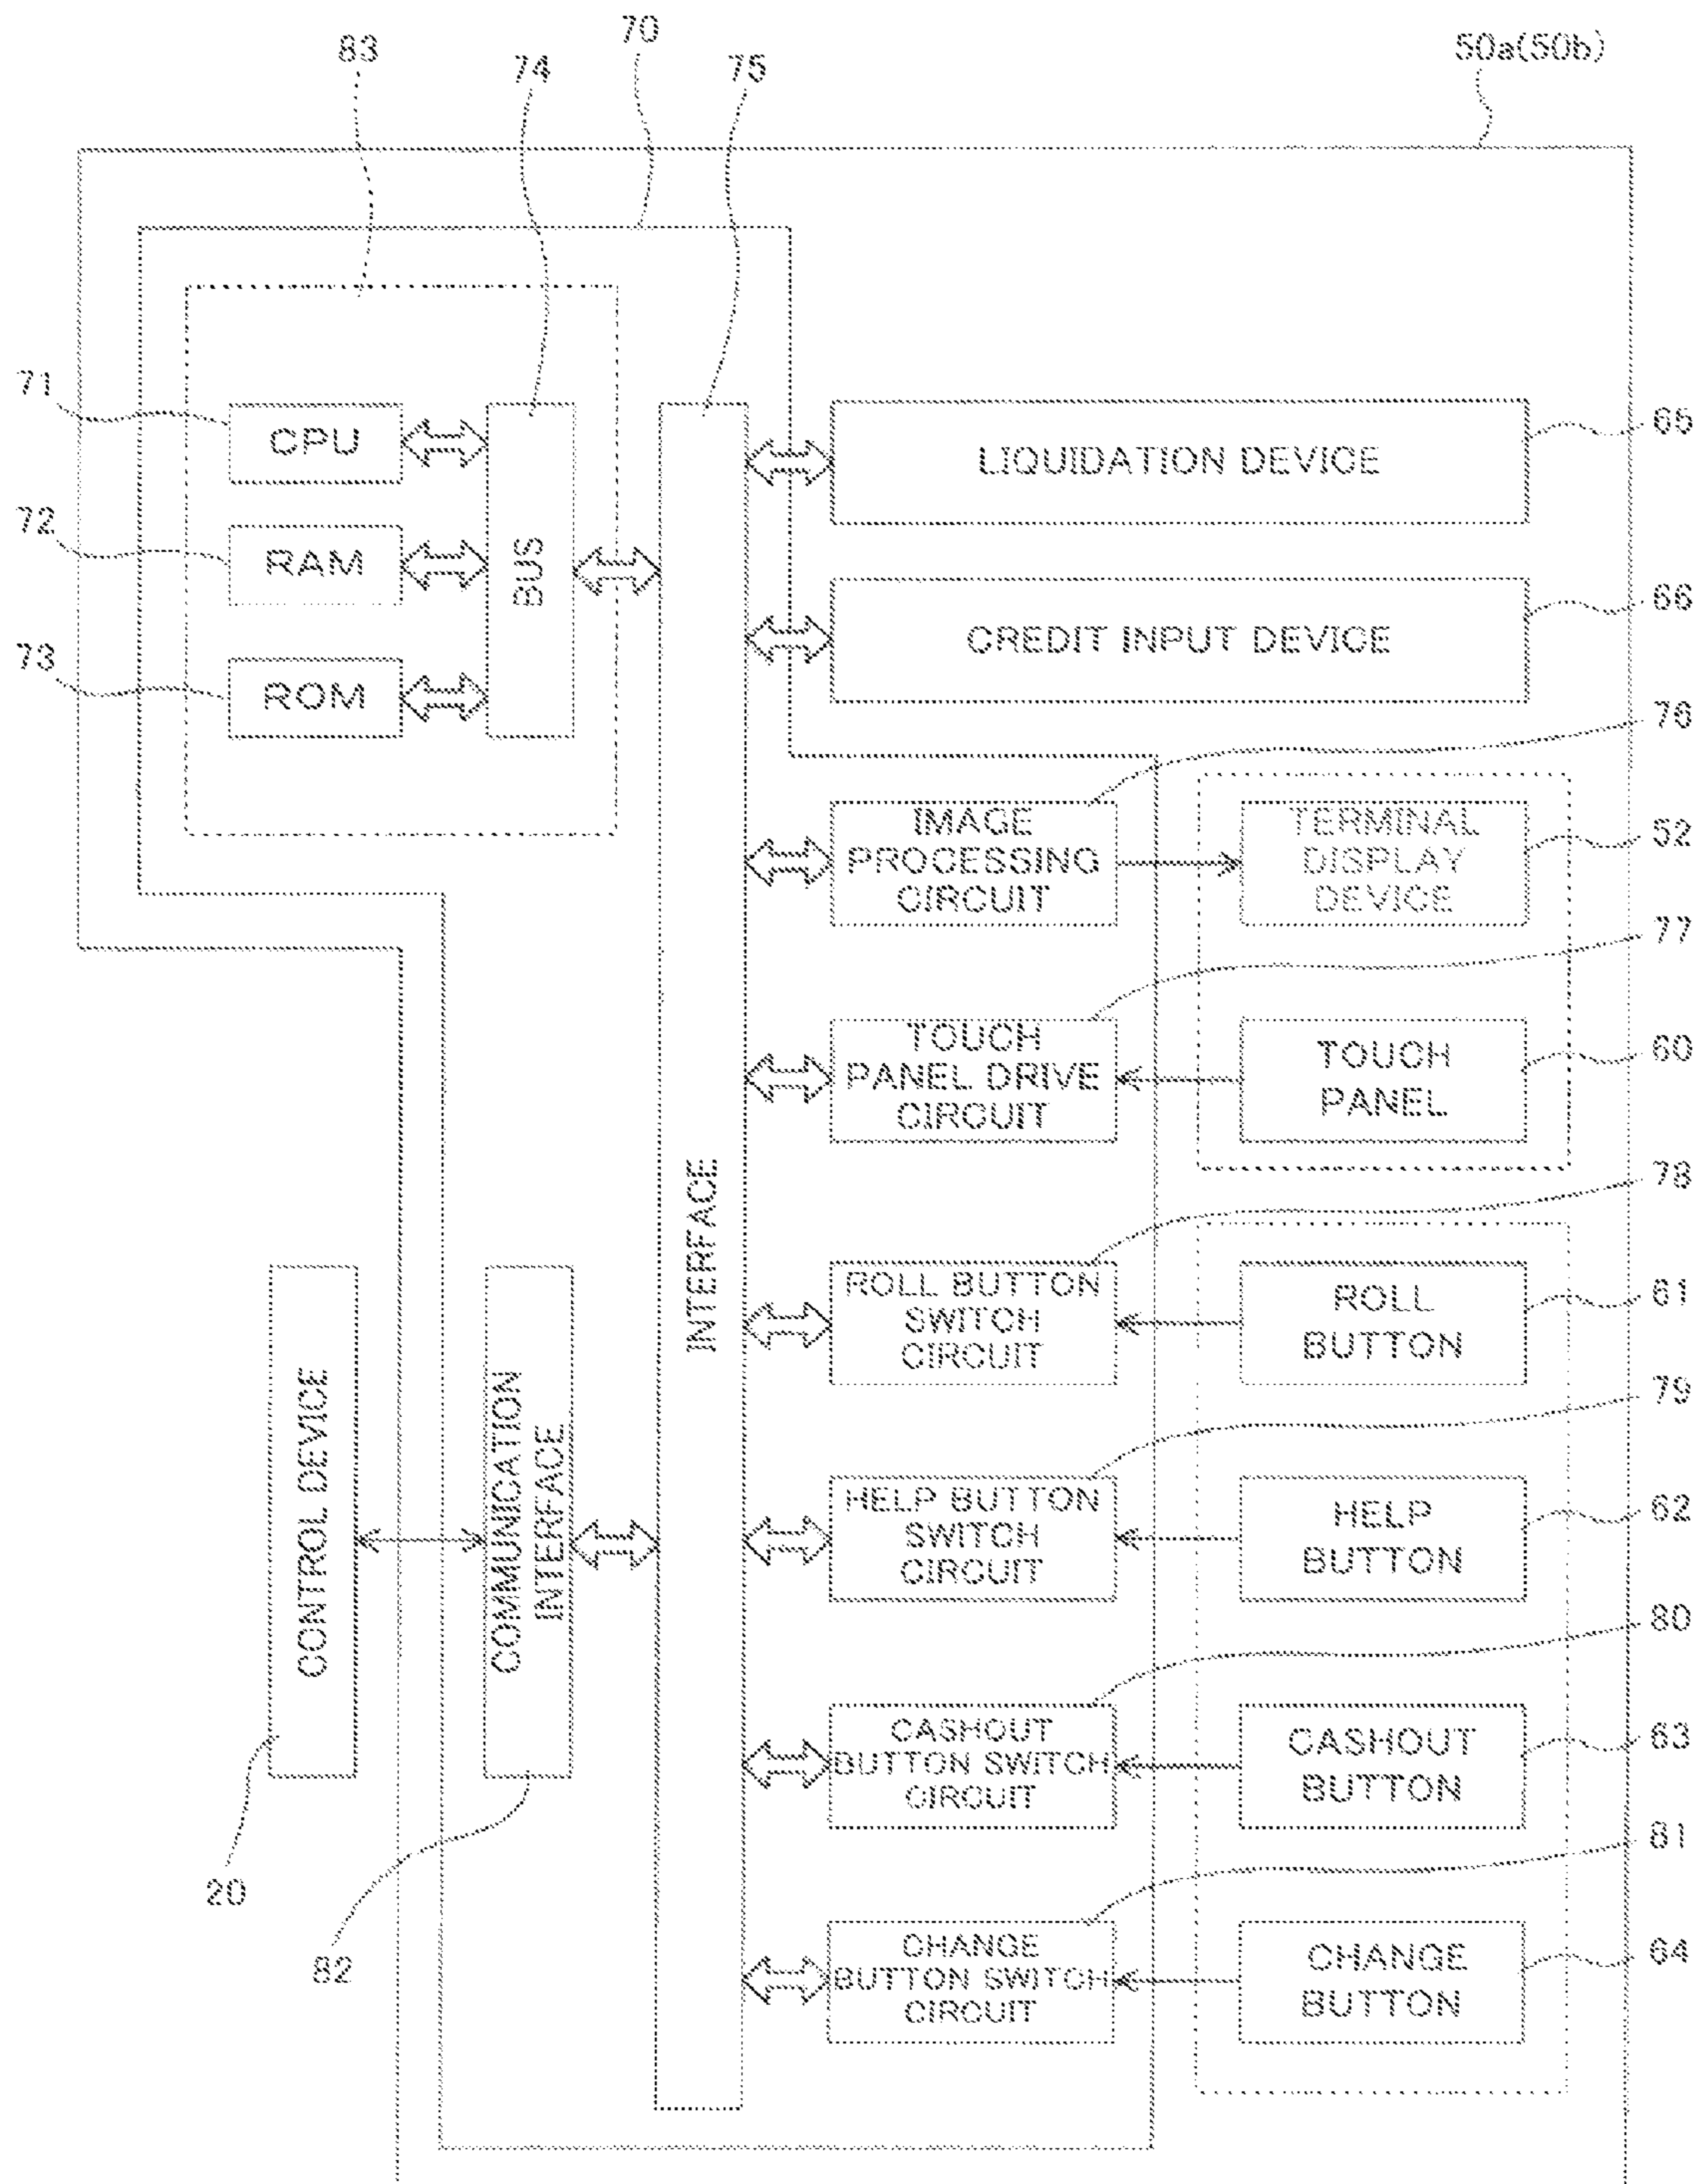 70
50a(50b)
83
74
75
71
CPU
65
LIQUIDATION DEVICE
72
RAM
BUS
66
CREDIT INPUT DEVICE
73
ROM
76
IMAGE
PROCESSING
CIRCUIT
TERMINAL
DISPLAY
DEVICE
52
77
TOUCH
PANEL DRIVE
CIRCUIT
TOUCH
PANEL
60
INTERFACE
78
ROLL BUTTON
SWITCH
CIRCUIT
ROLL
BUTTON
61
CONTROL DEVICE
COMMUNICATION
INTERFACE
79
HELP BUTTON
SWITCH
CIRCUIT
HELP
BUTTON
62
80
CASHOUT
BUTTON SWITCH
CIRCUIT
CASHOUT
BUTTON
63
20
82
81
CHANGE
BUTTON SWITCH
CIRCUIT
CHANGE
BUTTON
64